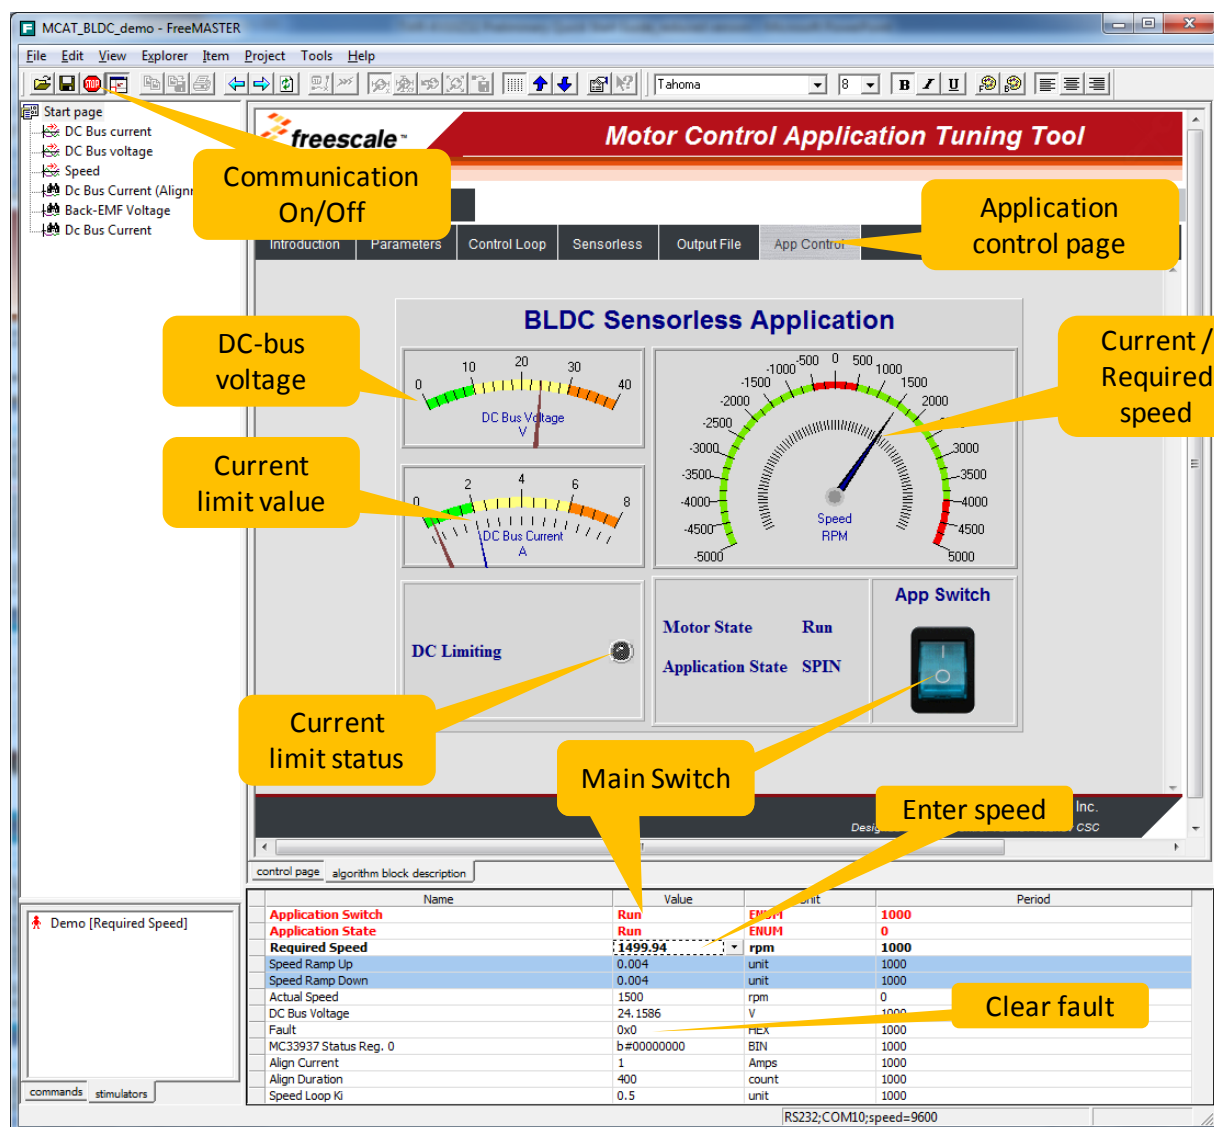 MCAT_BLDC_demo - FreeMASTER
File Edit View Explorer Item Project Tools Help
Tahoma 8 B I U
Start page
DC Bus current
DC Bus voltage
Speed
Dc Bus Current
Back-EMF Voltage
Dc Bus Current
freescale™
Motor Control Application Tuning Tool
Communication
On/Off
Application
control page
Introduction Parameters Control Loop Sensorless Output File App Control
BLDC Sensorless Application
DC-bus
voltage
0 10 20 30 40
DC Bus Voltage
V
Current
limit value
0 2 4 6 8
DC Bus Current
A
-5000 -4500 -4000 -3500 -3000 -2500 -2000 -1500 -1000 -500 0 500 1000 1500 2000 3000 3500 4000 4500 5000
Speed
RPM
Current /
Required
speed
DC Limiting
Motor State Run
Application State SPIN
App Switch
Current
limit status
Main Switch
Enter speed
Inc.
CSC
control page algorithm block description
Name Value Unit Period
Application Switch Run ENUM 1000
Application State Run ENUM 0
Required Speed 1499.94 rpm 1000
Speed Ramp Up 0.004 unit 1000
Speed Ramp Down 0.004 unit 1000
Actual Speed 1500 rpm 0
DC Bus Voltage 24.1586 V 1000
Fault 0x0 HEX 1000
MC33937 Status Reg. 0 b#00000000 BIN 1000
Align Current 1 Amps 1000
Align Duration 400 count 1000
Speed Loop Ki 0.5 unit 1000
Clear fault
Demo [Required Speed]
commands stimulators
RS232;COM10;speed=9600